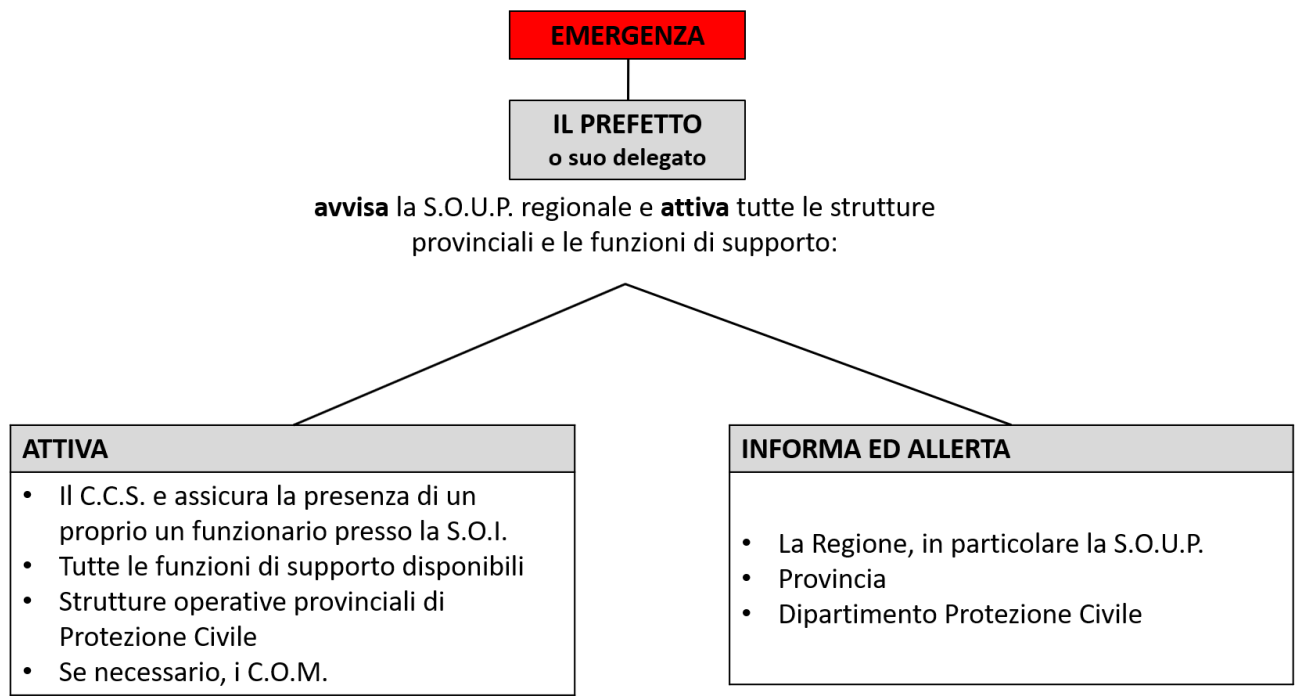 EMERGENZA
IL PREFETTO
o suo delegato
avvisa la S.O.U.P. regionale e attiva tutte le strutture
provinciali e le funzioni di supporto:
ATTIVA
• Il C.C.S. e assicura la presenza di un
proprio un funzionario presso la S.O.I.
• Tutte le funzioni di supporto disponibili
• Strutture operative provinciali di
Protezione Civile
• Se necessario, i C.O.M.
INFORMA ED ALLERTA
• La Regione, in particolare la S.O.U.P.
• Provincia
• Dipartimento Protezione Civile